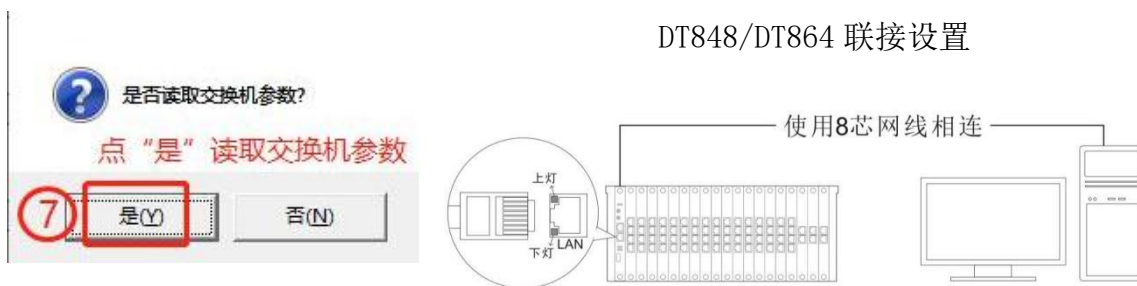 DT848/DT864 联接设置
是否读取交换机参数?
点“是”读取交换机参数
⑦
是(Y)
否(N)
使用8芯网线相连
上灯
下灯
LAN